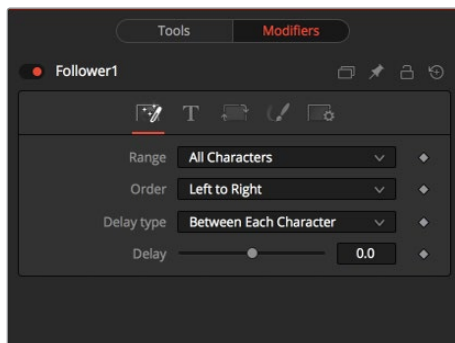 Tools Modifiers
Follower1
T
Range All Characters
Order Left to Right
Delay type Between Each Character
Delay 0.0